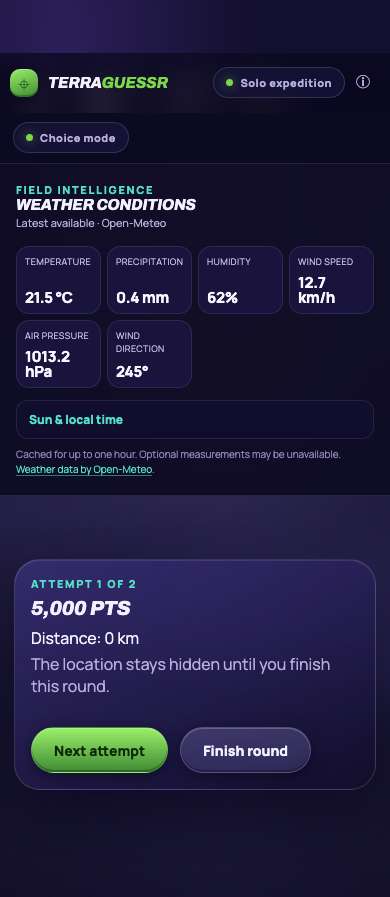 TERRAGUESSR
Solo expedition
Choice mode
FIELD INTELLIGENCE
WEATHER CONDITIONS
Latest available · Open-Meteo
TEMPERATURE
21.5 °C
PRECIPITATION
0.4 mm
HUMIDITY
62%
WIND SPEED
12.7
km/h
AIR PRESSURE
1013.2
hPa
WIND
DIRECTION
245°
Sun & local time
Cached for up to one hour. Optional measurements may be unavailable.
Weather data by Open-Meteo.
ATTEMPT 1 OF 2
5,000 PTS
Distance: 0 km
The location stays hidden until you finish
this round.
Next attempt
Finish round